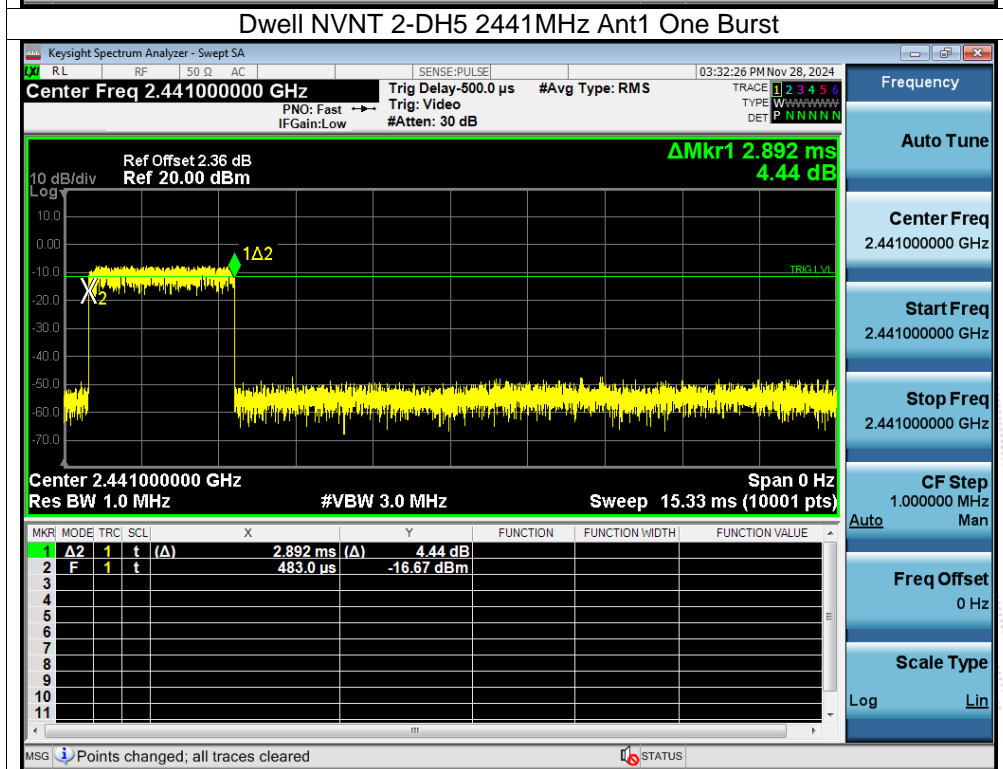 Dwell NVNT 2-DH5 2441MHz Ant1 One Burst
Keysight Spectrum Analyzer - Swept SA
LXI RL RF 50 Ω AC SENSE:PULSE 03:32:26 PM Nov 28, 2024
Center Freq 2.441000000 GHz
PNO: Fast
IFGain:Low
Trig Delay-500.0 µs
Trig: Video
#Atten: 30 dB
#Avg Type: RMS
TRACE 1 2 3 4 5 6
TYPE WWWWWW
DET P N N N N N
Frequency
Auto Tune
Center Freq
2.441000000 GHz
Start Freq
2.441000000 GHz
Stop Freq
2.441000000 GHz
CF Step
1.000000 MHz
Auto Man
Freq Offset
0 Hz
Scale Type
Log Lin
ΔMkr1 2.892 ms
4.44 dB
Ref Offset 2.36 dB
10 dB/div Ref 20.00 dBm
Log
10.0
0.00
-10.0
-20.0
-30.0
-40.0
-50.0
-60.0
-70.0
1Δ2
2
TRIG LVL
Center 2.441000000 GHz Span 0 Hz
Res BW 1.0 MHz #VBW 3.0 MHz Sweep 15.33 ms (10001 pts)
MKR MODE TRC SCL X Y FUNCTION FUNCTION WIDTH FUNCTION VALUE
1 Δ2 1 t (Δ) 2.892 ms (Δ) 4.44 dB
2 F 1 t 483.0 µs -16.67 dBm
3
4
5
6
7
8
9
10
11
MSG Points changed; all traces cleared STATUS